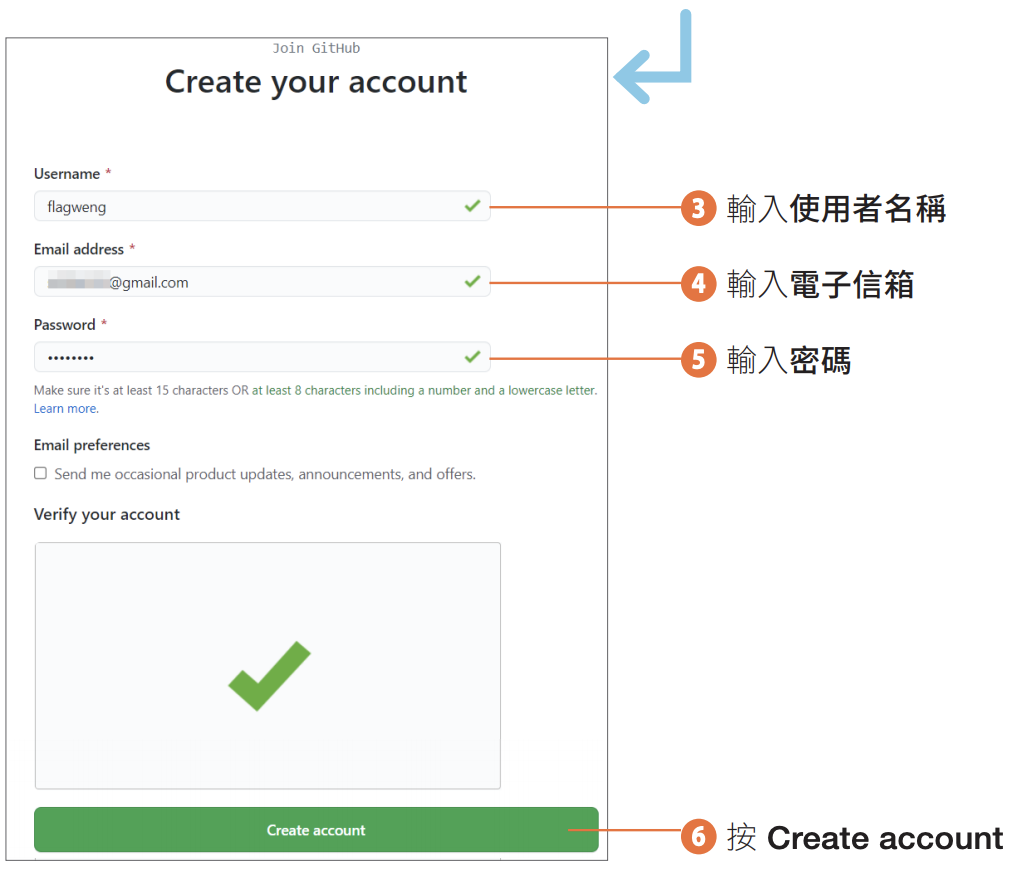 Join GitHub
Create your account
Username *
flagweng
3 輸入使用者名稱
Email address *
@gmail.com
4 輸入電子信箱
Password *
••••••••
5 輸入密碼
Make sure it's at least 15 characters OR at least 8 characters including a number and a lowercase letter.
Learn more.
Email preferences
Send me occasional product updates, announcements, and offers.
Verify your account
Create account
6 按 Create account